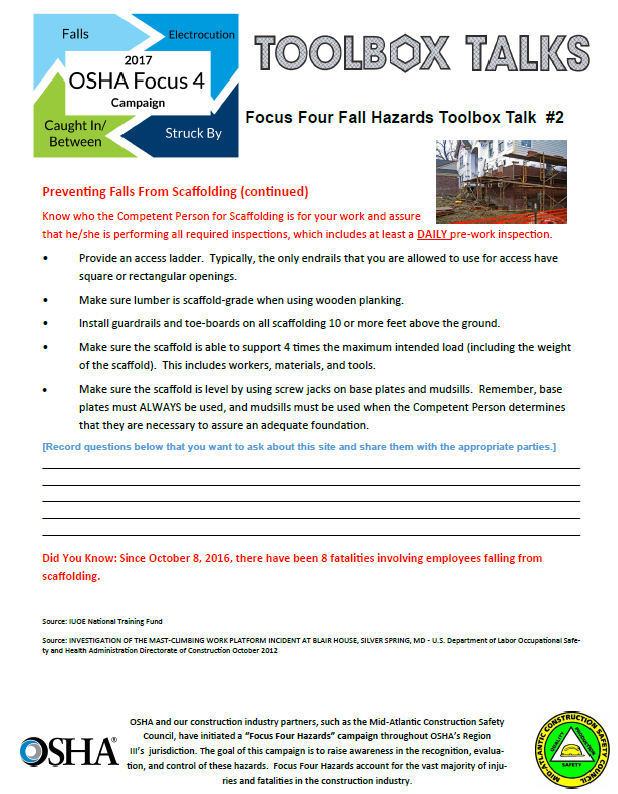 Falls
Electrocution
2017
OSHA Focus 4
Campaign
Caught In/
Between
Struck By
TOOLBOX TALKS
Focus Four Fall Hazards Toolbox Talk  #2
Preventing Falls From Scaffolding (continued)
Know who the Competent Person for Scaffolding is for your work and assure
that he/she is performing all required inspections, which includes at least a DAILY pre-work inspection.
• Provide an access ladder.  Typically, the only endrails that you are allowed to use for access have
square or rectangular openings.
• Make sure lumber is scaffold-grade when using wooden planking.
• Install guardrails and toe-boards on all scaffolding 10 or more feet above the ground.
• Make sure the scaffold is able to support 4 times the maximum intended load (including the weight
of the scaffold).  This includes workers, materials, and tools.
• Make sure the scaffold is level by using screw jacks on base plates and mudsills.  Remember, base
plates must ALWAYS be used, and mudsills must be used when the Competent Person determines
that they are necessary to assure an adequate foundation.
[Record questions below that you want to ask about this site and share them with the appropriate parties.]
Did You Know: Since October 8, 2016, there have been 8 fatalities involving employees falling from
scaffolding.
Source: IUOE National Training Fund
Source: INVESTIGATION OF THE MAST-CLIMBING WORK PLATFORM INCIDENT AT BLAIR HOUSE, SILVER SPRING, MD - U.S. Department of Labor Occupational Safe-
ty and Health Administration Directorate of Construction October 2012
OSHA and our construction industry partners, such as the Mid-Atlantic Construction Safety
Council, have initiated a “Focus Four Hazards” campaign throughout OSHA’s Region
III’s  jurisdiction. The goal of this campaign is to raise awareness in the recognition, evalua-
tion, and control of these hazards.  Focus Four Hazards account for the vast majority of inju-
ries and fatalities in the construction industry.
OSHA®
MID-ATLANTIC CONSTRUCTION SAFETY COUNCIL
QUALITY
PRODUCTION
SAFETY